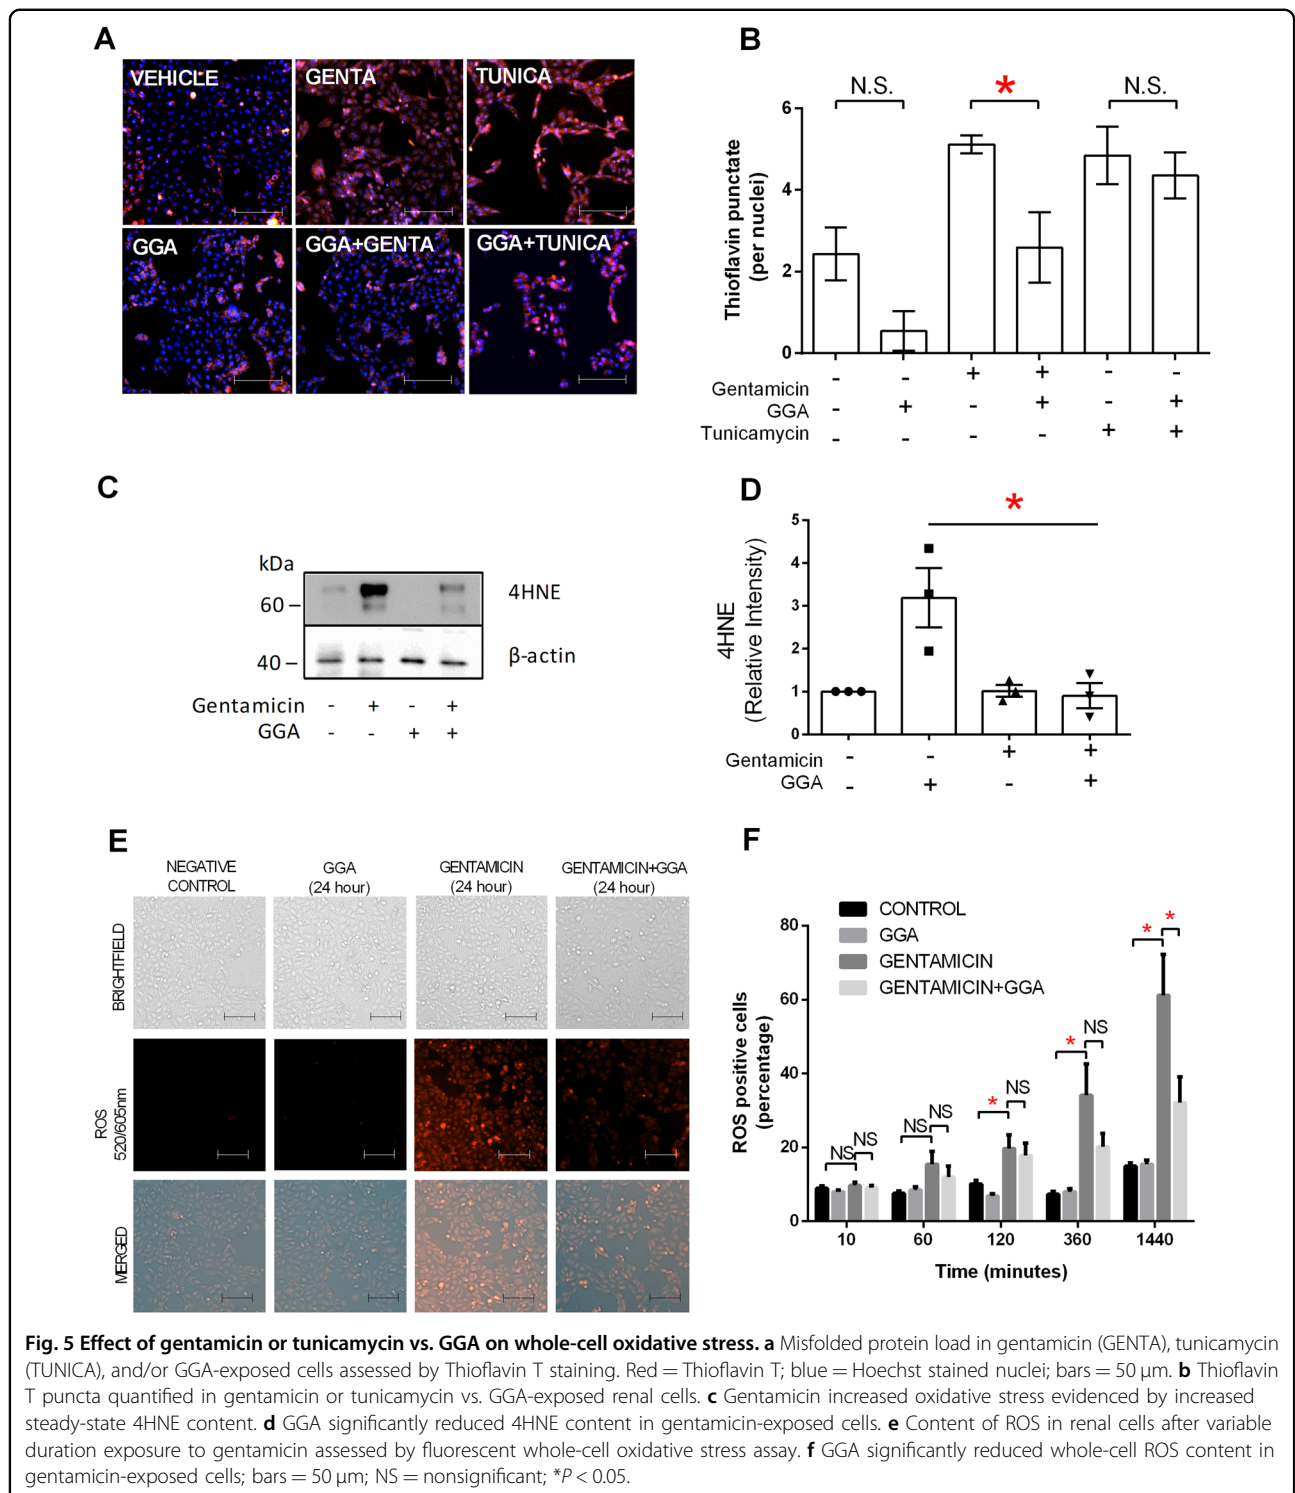 A
VEHICLE
GENTA
TUNICA
GGA
GGA+GENTA
GGA+TUNICA
B
N.S.
*
N.S.
Thioflavin punctate
(per nuclei)
6
4
2
0
Gentamicin - - + + - -
GGA - + - + - +
Tunicamycin - - - - + +
C
kDa
60
40
4HNE
β-actin
Gentamicin - + - +
GGA - - + +
D
*
4HNE
(Relative Intensity)
5
4
3
2
1
0
Gentamicin - - + +
GGA - + - +
E
NEGATIVE
CONTROL
GGA
(24 hour)
GENTAMICIN
(24 hour)
GENTAMICIN+GGA
(24 hour)
BRIGHTFIELD
ROS
520/605nm
MERGED
F
CONTROL
GGA
GENTAMICIN
GENTAMICIN+GGA
ROS positive cells
(percentage)
80
60
40
20
0
NS NS
NS NS
* NS
* NS
* *
10 60 120 360 1440
Time (minutes)
Fig. 5 Effect of gentamicin or tunicamycin vs. GGA on whole-cell oxidative stress. a Misfolded protein load in gentamicin (GENTA), tunicamycin
(TUNICA), and/or GGA-exposed cells assessed by Thioflavin T staining. Red = Thioflavin T; blue = Hoechst stained nuclei; bars = 50 μm. b Thioflavin
T puncta quantified in gentamicin or tunicamycin vs. GGA-exposed renal cells. c Gentamicin increased oxidative stress evidenced by increased
steady-state 4HNE content. d GGA significantly reduced 4HNE content in gentamicin-exposed cells. e Content of ROS in renal cells after variable
duration exposure to gentamicin assessed by fluorescent whole-cell oxidative stress assay. f GGA significantly reduced whole-cell ROS content in
gentamicin-exposed cells; bars = 50 μm; NS = nonsignificant; *P < 0.05.